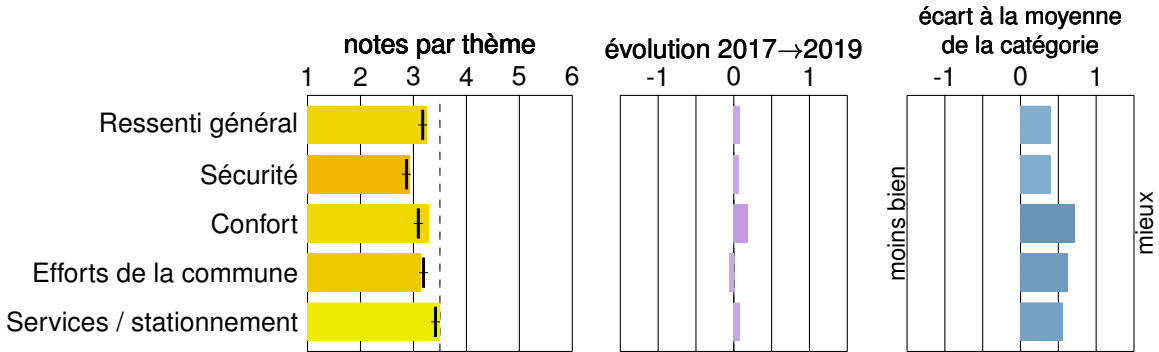 notes par thème
1 2 3 4 5 6
évolution 2017→2019
-1 0 1
écart à la moyenne
de la catégorie
-1 0 1
Ressenti général
Sécurité
Confort
Efforts de la commune
Services / stationnement
moins bien
mieux